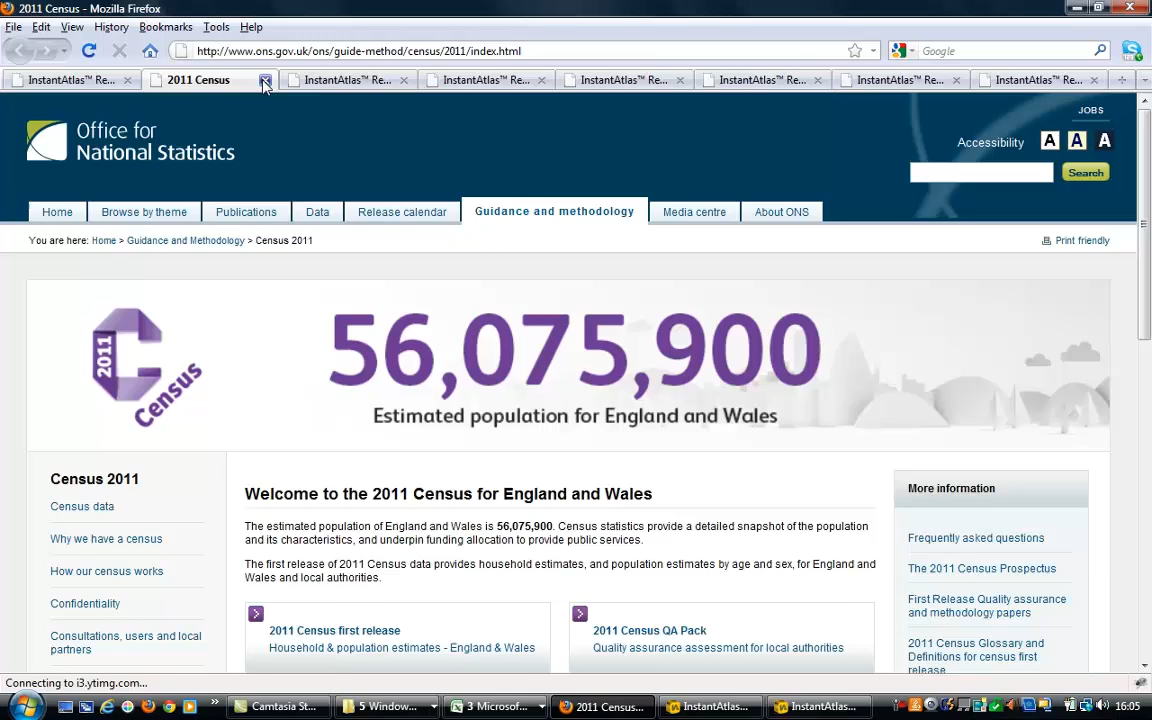 2011 Census - Mozilla Firefox
File Edit View History Bookmarks Tools Help
http://www.ons.gov.uk/ons/guide-method/census/2011/index.html
Google
InstantAtlas™ Re... 2011 Census InstantAtlas™ Re... InstantAtlas™ Re... InstantAtlas™ Re... InstantAtlas™ Re... InstantAtlas™ Re... InstantAtlas™ Re...
JOBS
Office for
National Statistics
Accessibility A A A
Search
Home Browse by theme Publications Data Release calendar Guidance and methodology Media centre About ONS
You are here: Home > Guidance and Methodology > Census 2011
Print friendly
2011 Census
56,075,900
Estimated population for England and Wales
Census 2011
Census data
Why we have a census
How our census works
Confidentiality
Consultations, users and local
partners
Welcome to the 2011 Census for England and Wales
The estimated population of England and Wales is 56,075,900. Census statistics provide a detailed snapshot of the population
and its characteristics, and underpin funding allocation to provide public services.
The first release of 2011 Census data provides household estimates, and population estimates by age and sex, for England and
Wales and local authorities.
2011 Census first release
Household & population estimates - England & Wales
2011 Census QA Pack
Quality assurance assessment for local authorities
More information
Frequently asked questions
The 2011 Census Prospectus
First Release Quality assurance
and methodology papers
2011 Census Glossary and
Definitions for census first
release
Connecting to i3.ytimg.com...
Camtasia St... 5 Window... 3 Microsof... 2011 Census... InstantAtlas... InstantAtlas... 16:05